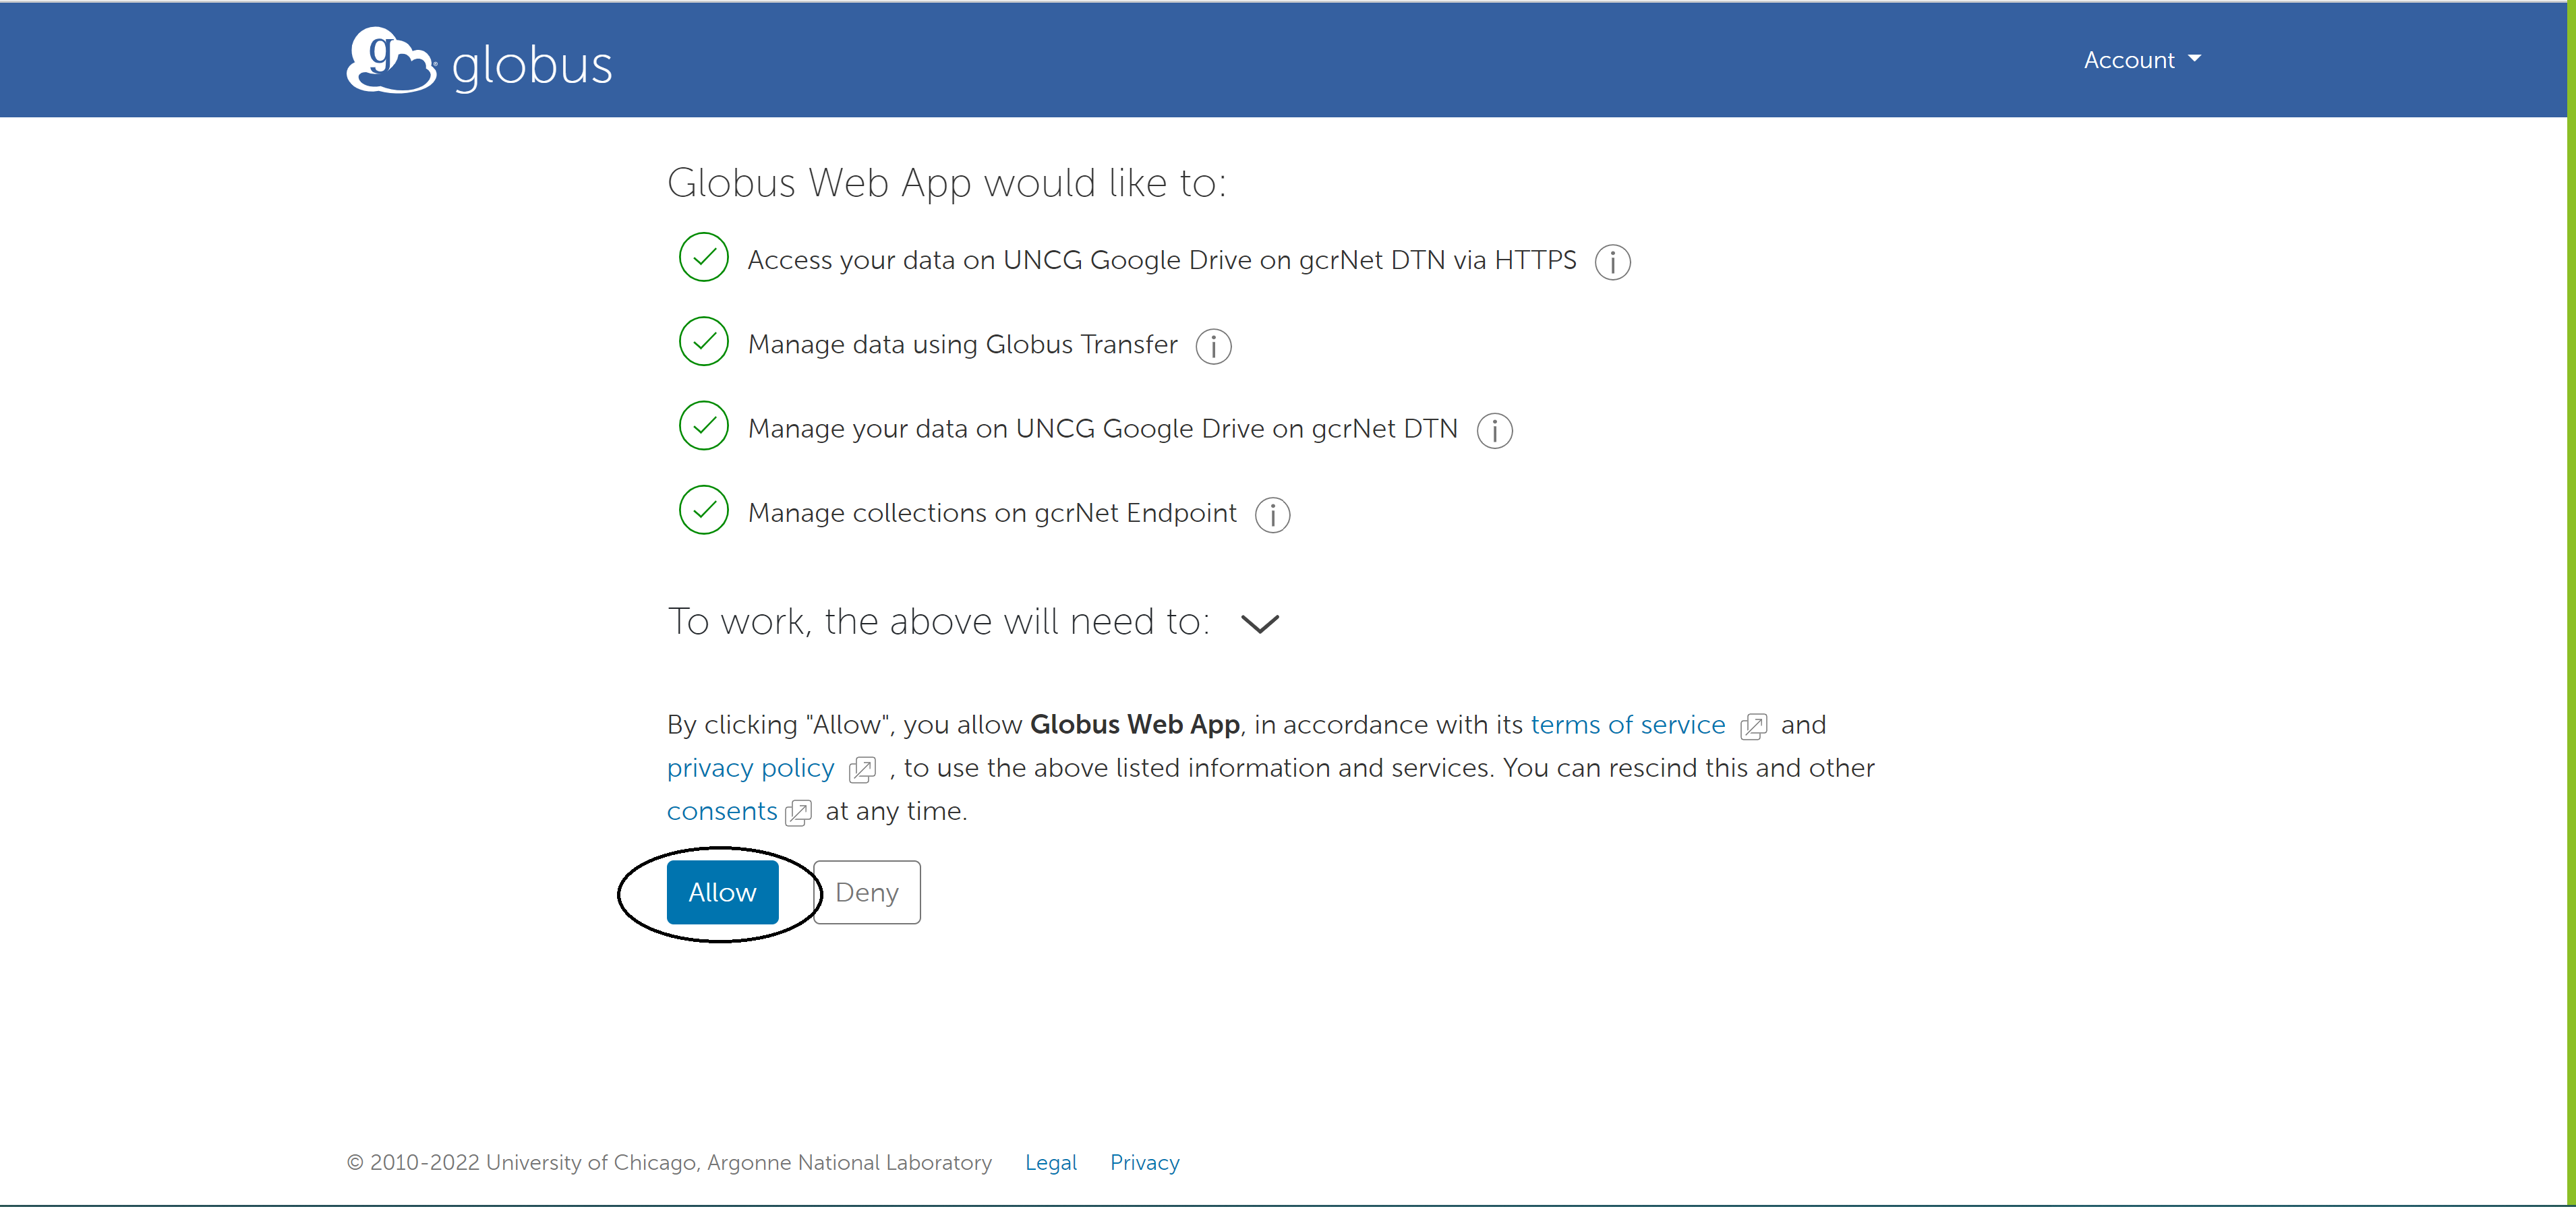 globus
Account
Globus Web App would like to:
Access your data on UNCG Google Drive on gcrNet DTN via HTTPS
Manage data using Globus Transfer
Manage your data on UNCG Google Drive on gcrNet DTN
Manage collections on gcrNet Endpoint
To work, the above will need to:
By clicking "Allow", you allow Globus Web App, in accordance with its terms of service and
privacy policy , to use the above listed information and services. You can rescind this and other
consents at any time.
Allow Deny
© 2010-2022 University of Chicago, Argonne National Laboratory Legal Privacy